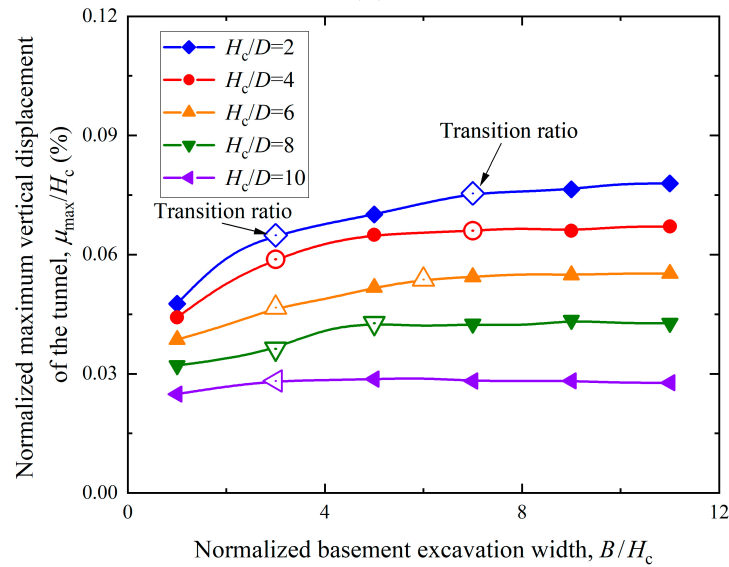 0.12
0.09
0.06
0.03
0.00
0
4
8
12
Normalized maximum vertical displacement
of the tunnel, μmax/Hc (%)
Hc/D=2
Hc/D=4
Hc/D=6
Hc/D=8
Hc/D=10
Transition ratio
Transition ratio
Normalized basement excavation width, B/Hc